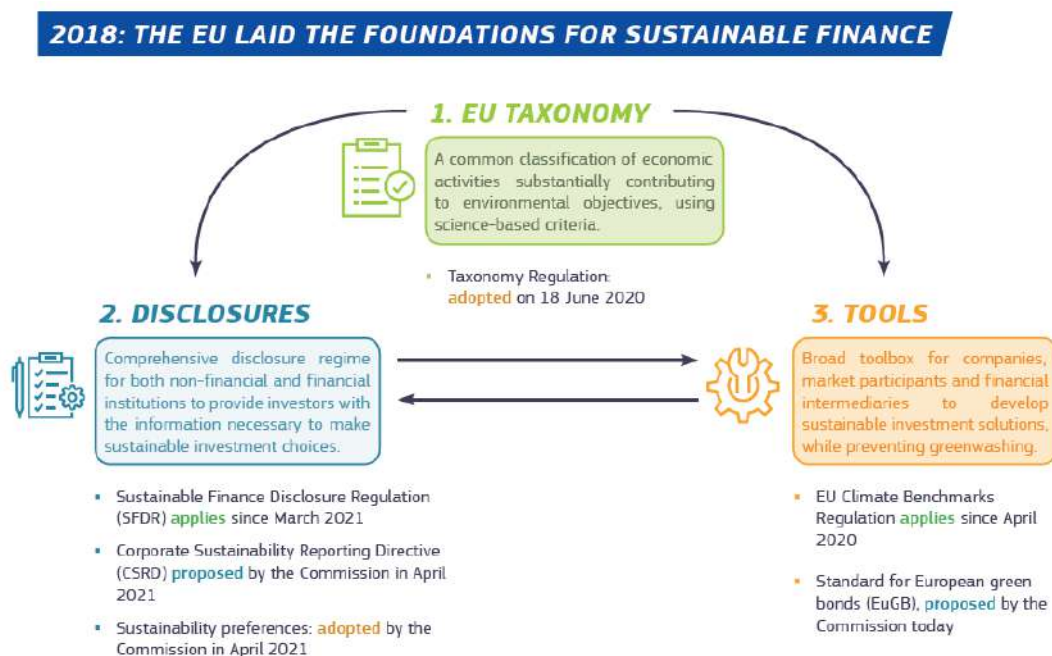 2018: THE EU LAID THE FOUNDATIONS FOR SUSTAINABLE FINANCE
1. EU TAXONOMY
A common classification of economic
activities substantially contributing
to environmental objectives, using
science-based criteria.
▪ Taxonomy Regulation:
adopted on 18 June 2020
2. DISCLOSURES
Comprehensive disclosure regime
for both non-financial and financial
institutions to provide investors with
the information necessary to make
sustainable investment choices.
▪ Sustainable Finance Disclosure Regulation
(SFDR) applies since March 2021
▪ Corporate Sustainability Reporting Directive
(CSRD) proposed by the Commission in April
2021
▪ Sustainability preferences: adopted by the
Commission in April 2021
3. TOOLS
Broad toolbox for companies,
market participants and financial
intermediaries to develop
sustainable investment solutions,
while preventing greenwashing.
▪ EU Climate Benchmarks
Regulation applies since April
2020
▪ Standard for European green
bonds (EuGB), proposed by the
Commission today